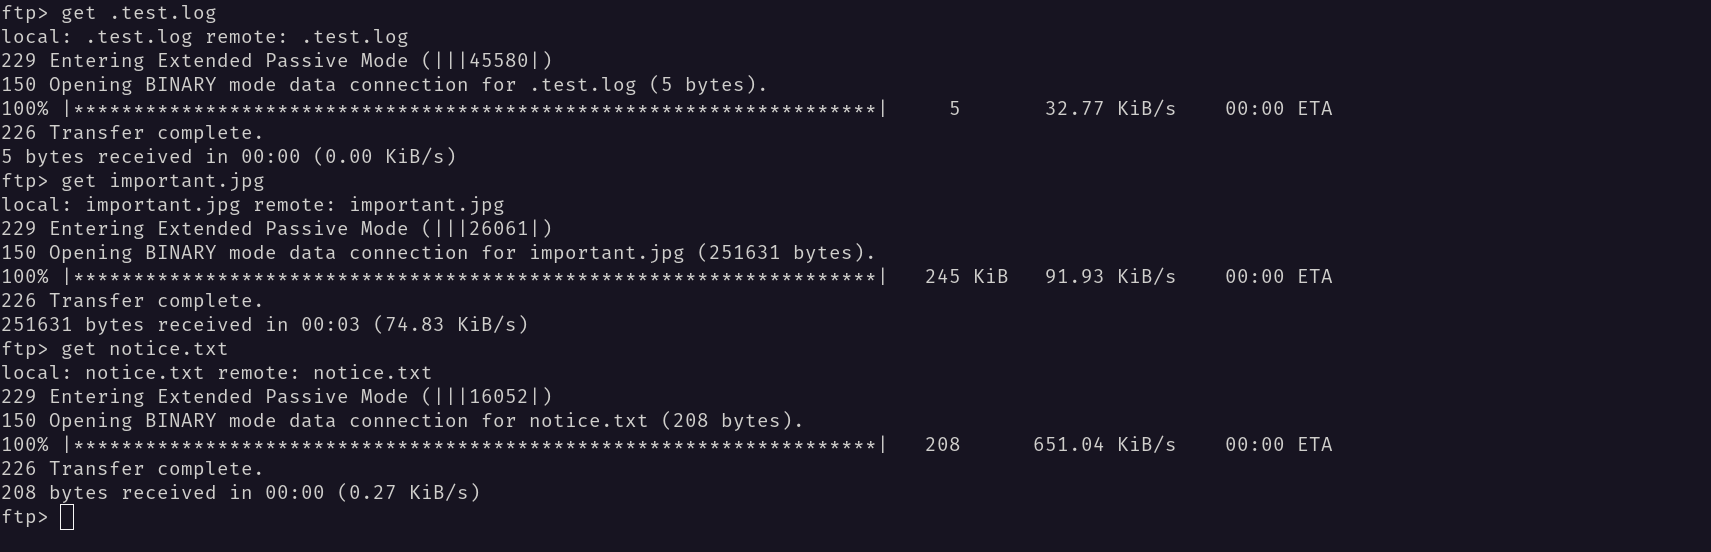 ftp> get .test.log
local: .test.log remote: .test.log
229 Entering Extended Passive Mode (|||45580|)
150 Opening BINARY mode data connection for .test.log (5 bytes).
100% |*******************************************************************|     5       32.77 KiB/s    00:00 ETA
226 Transfer complete.
5 bytes received in 00:00 (0.00 KiB/s)
ftp> get important.jpg
local: important.jpg remote: important.jpg
229 Entering Extended Passive Mode (|||26061|)
150 Opening BINARY mode data connection for important.jpg (251631 bytes).
100% |*******************************************************************|   245 KiB   91.93 KiB/s    00:00 ETA
226 Transfer complete.
251631 bytes received in 00:03 (74.83 KiB/s)
ftp> get notice.txt
local: notice.txt remote: notice.txt
229 Entering Extended Passive Mode (|||16052|)
150 Opening BINARY mode data connection for notice.txt (208 bytes).
100% |*******************************************************************|   208      651.04 KiB/s    00:00 ETA
226 Transfer complete.
208 bytes received in 00:00 (0.27 KiB/s)
ftp>